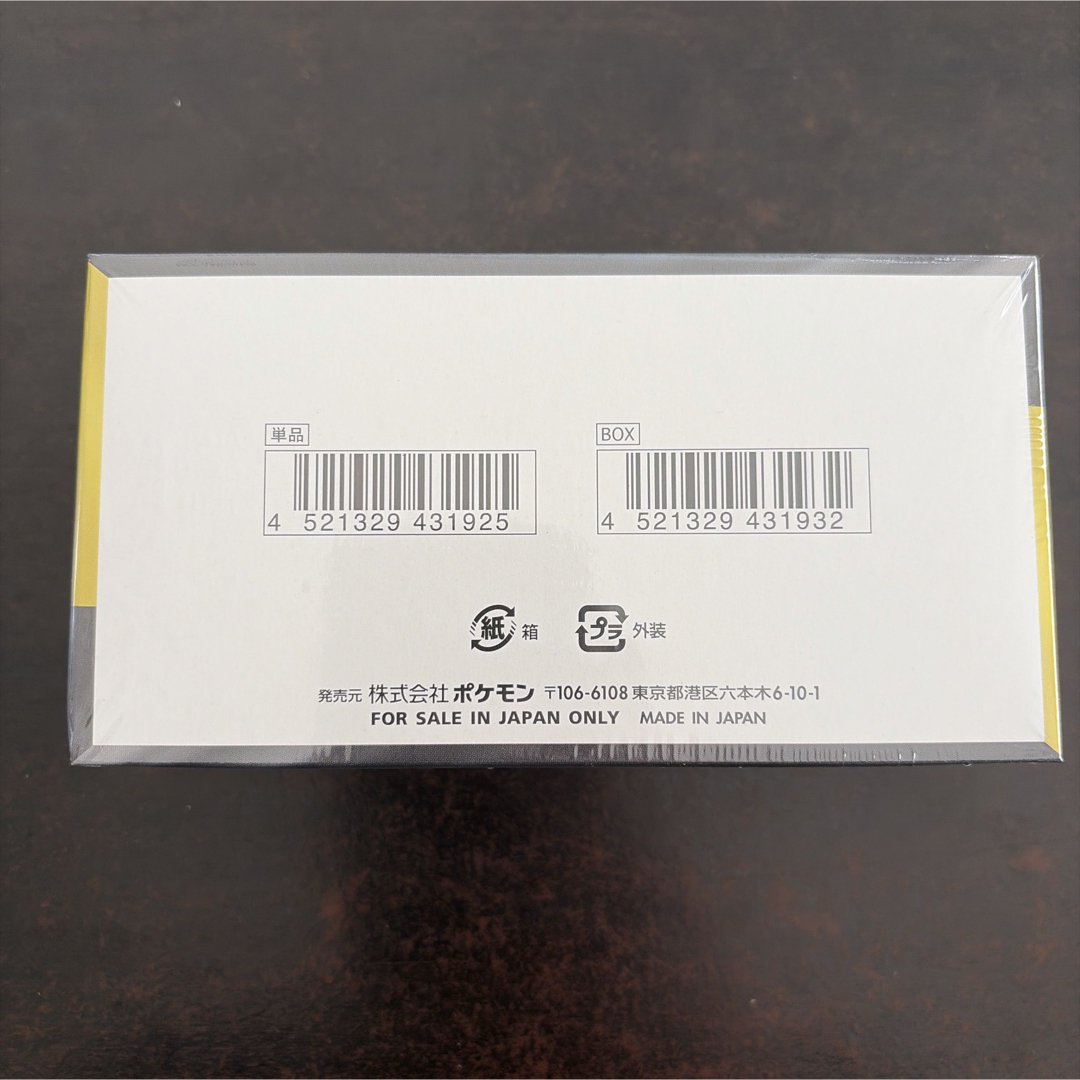 単品
4 521329 431925
BOX
4 521329 431932
紙 箱
プラ 外装
発売元 株式会社 ポケモン 〒106-6108 東京都港区六本木6-10-1
FOR SALE IN JAPAN ONLY MADE IN JAPAN